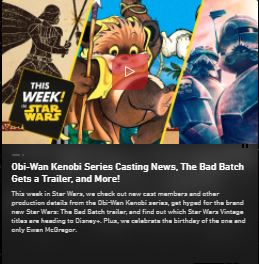 THIS
WEEK!
IN
STAR
WARS
Obi-Wan Kenobi Series Casting News, The Bad Batch
Gets a Trailer, and More!
This week in Star Wars, we check out new cast members and other
production details from the Obi-Wan Kenobi series, get hyped for the brand
new Star Wars: The Bad Batch trailer, and find out which Star Wars Vintage
titles are heading to Disney+. Plus, we celebrate the birthday of the one and
only Ewan McGregor.